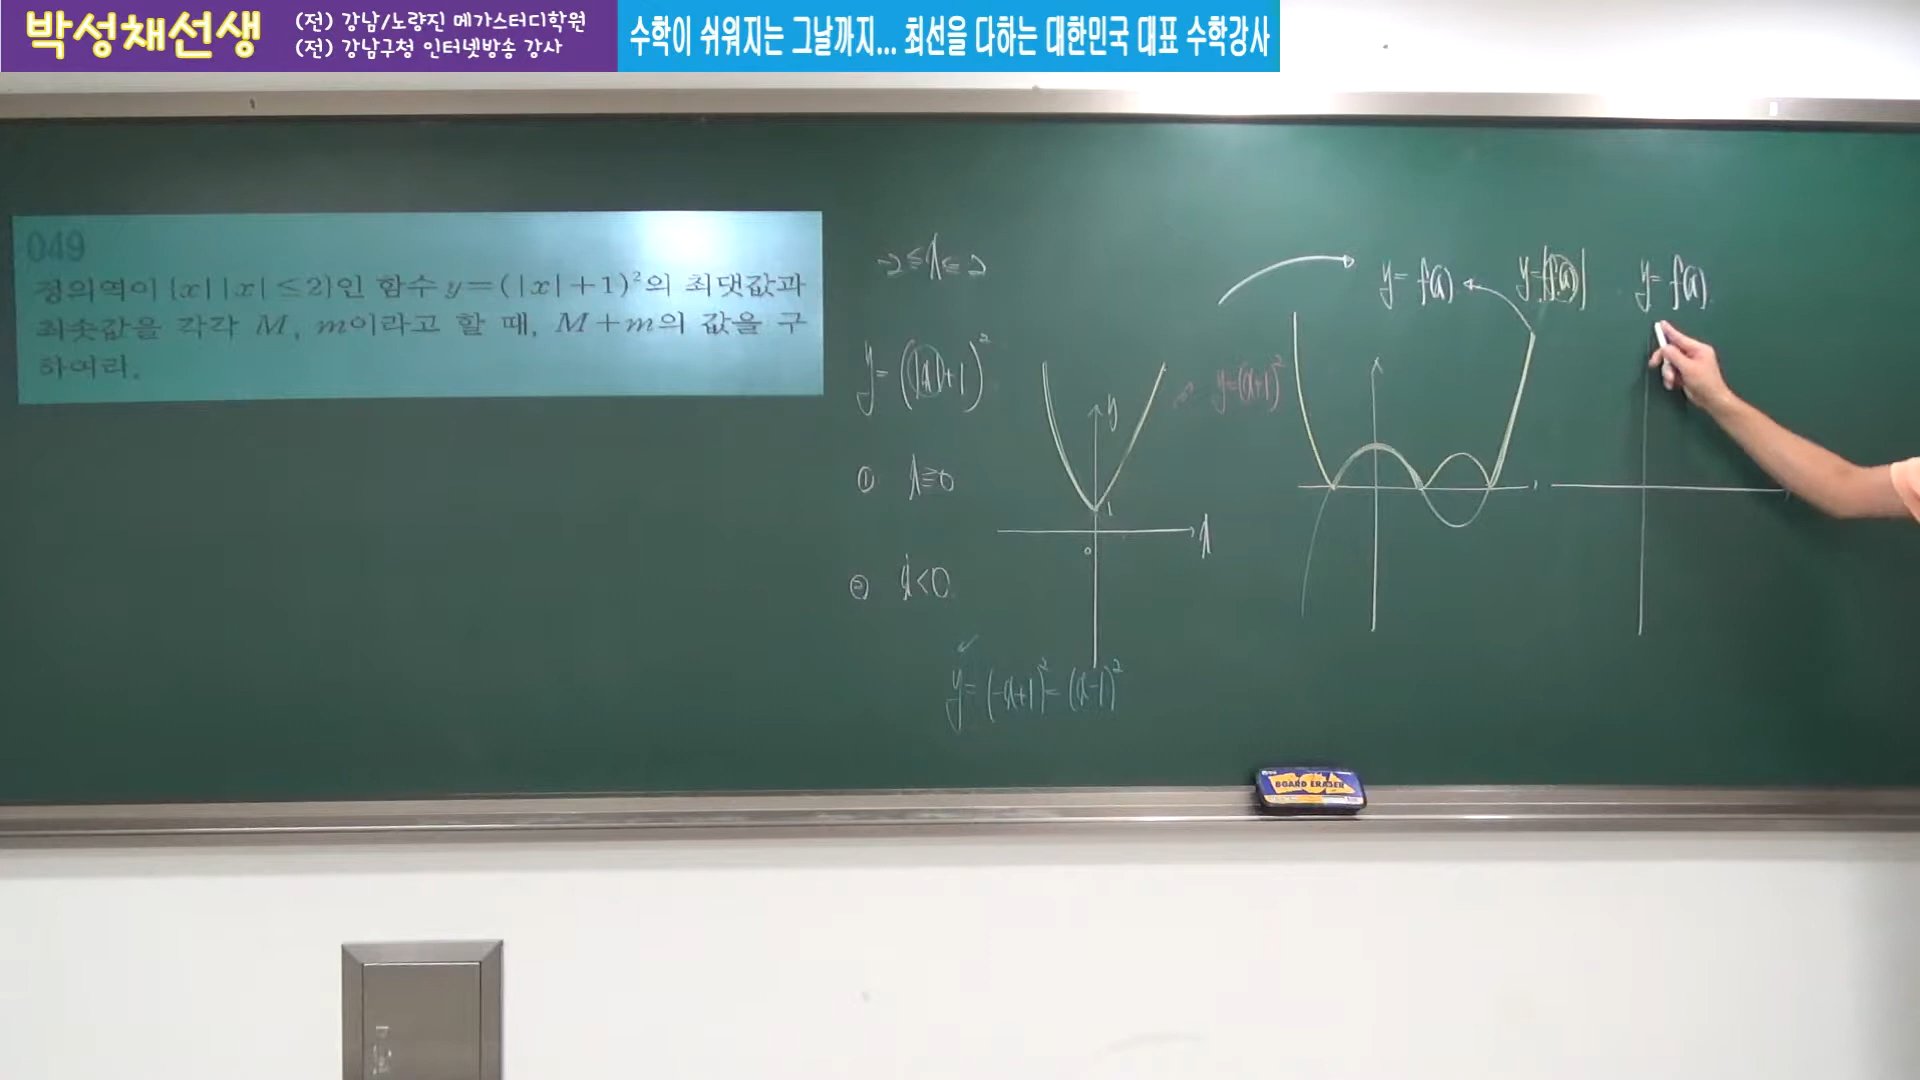 박성채선생
(전) 강남/노량진 메가스터디학원
(전) 강남구청 인터넷방송 강사
수학이 쉬워지는 그날까지... 최선을 다하는 대한민국 대표 수학강사
049
정의역이 {x||x|≤2}인 함수 y=(|x|+1)²의 최댓값과
최솟값을 각각 M, m이라고 할 때, M+m의 값을 구
하여라.
-2≤x≤2
y=(|x|+1)²
① x≥0
② x<0
y=(-x+1)²=(x-1)²
y
1
0
x
y=(x+1)²
y=f(x)
y=|f(x)|
y=f(x)
BOARD ERASER